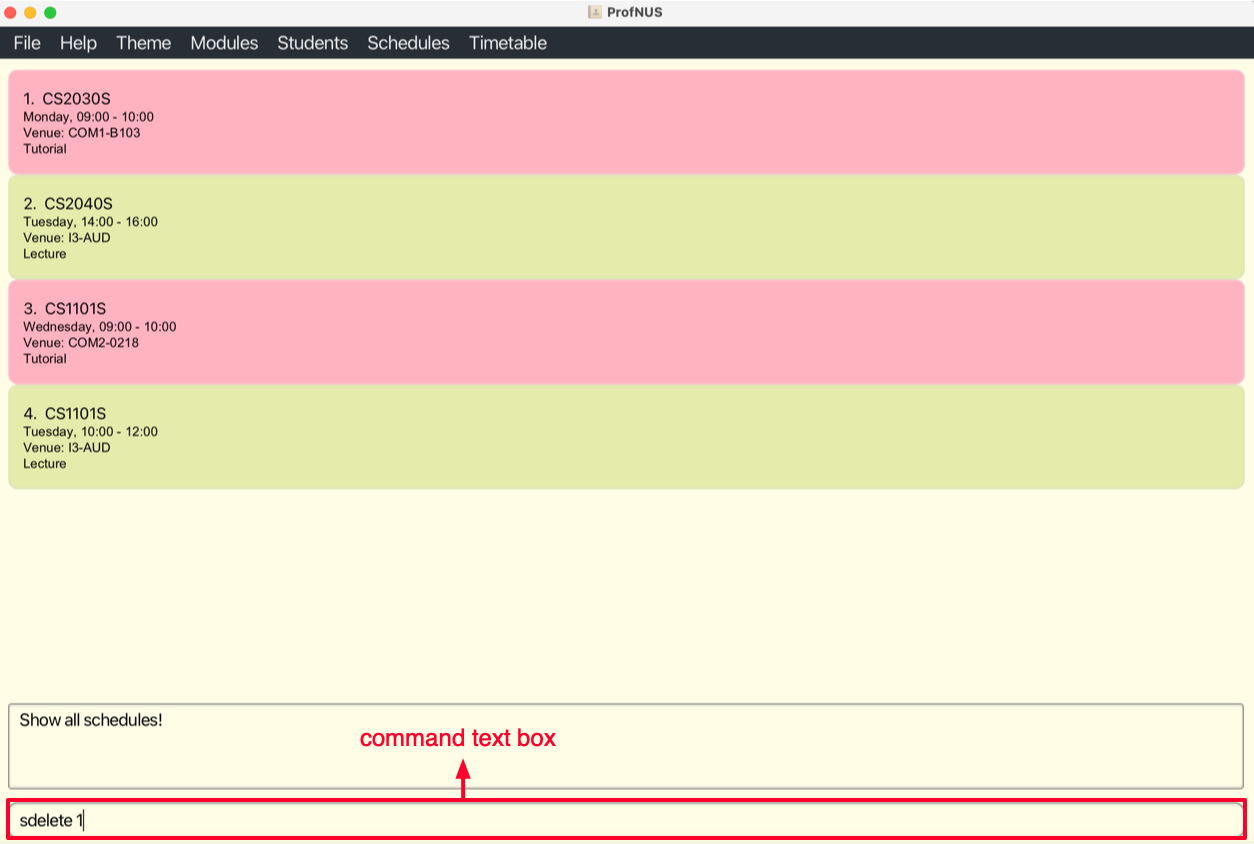 ProfNUS
File Help Theme Modules Students Schedules Timetable
1. CS2030S
Monday, 09:00 - 10:00
Venue: COM1-B103
Tutorial
2. CS2040S
Tuesday, 14:00 - 16:00
Venue: I3-AUD
Lecture
3. CS1101S
Wednesday, 09:00 - 10:00
Venue: COM2-0218
Tutorial
4. CS1101S
Tuesday, 10:00 - 12:00
Venue: I3-AUD
Lecture
Show all schedules!
command text box
sdelete 1